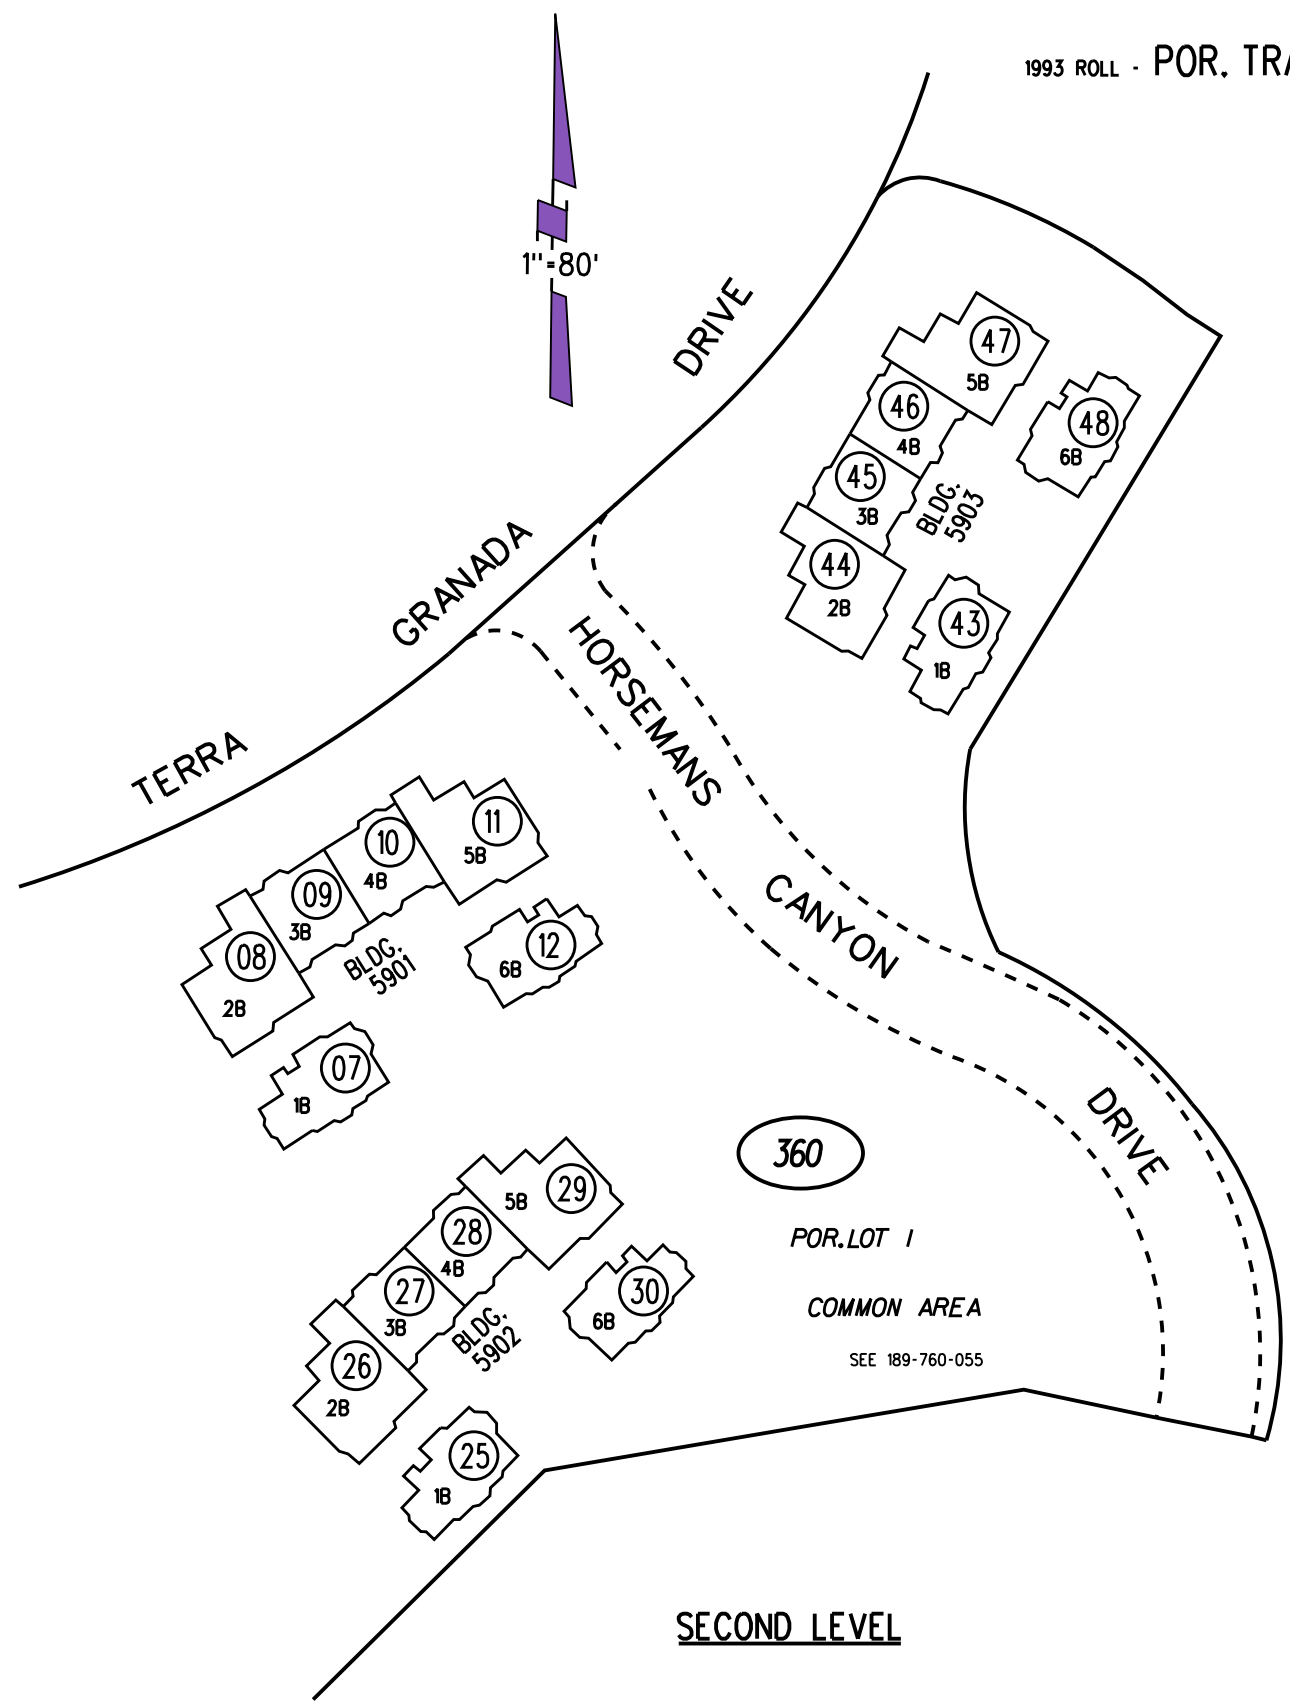 1993 ROLL - POR. TRA
1"=80'
TERRA GRANADA DRIVE
HORSEMANS CANYON DRIVE
47
5B
46
4B
48
6B
45
3B
BLDG.
5903
44
2B
43
1B
11
5B
10
4B
09
3B
12
6B
08
2B
BLDG.
5901
07
1B
360
POR. LOT 1
COMMON AREA
SEE 189-760-055
29
5B
28
4B
27
3B
30
6B
BLDG.
5902
26
2B
25
1B
SECOND LEVEL